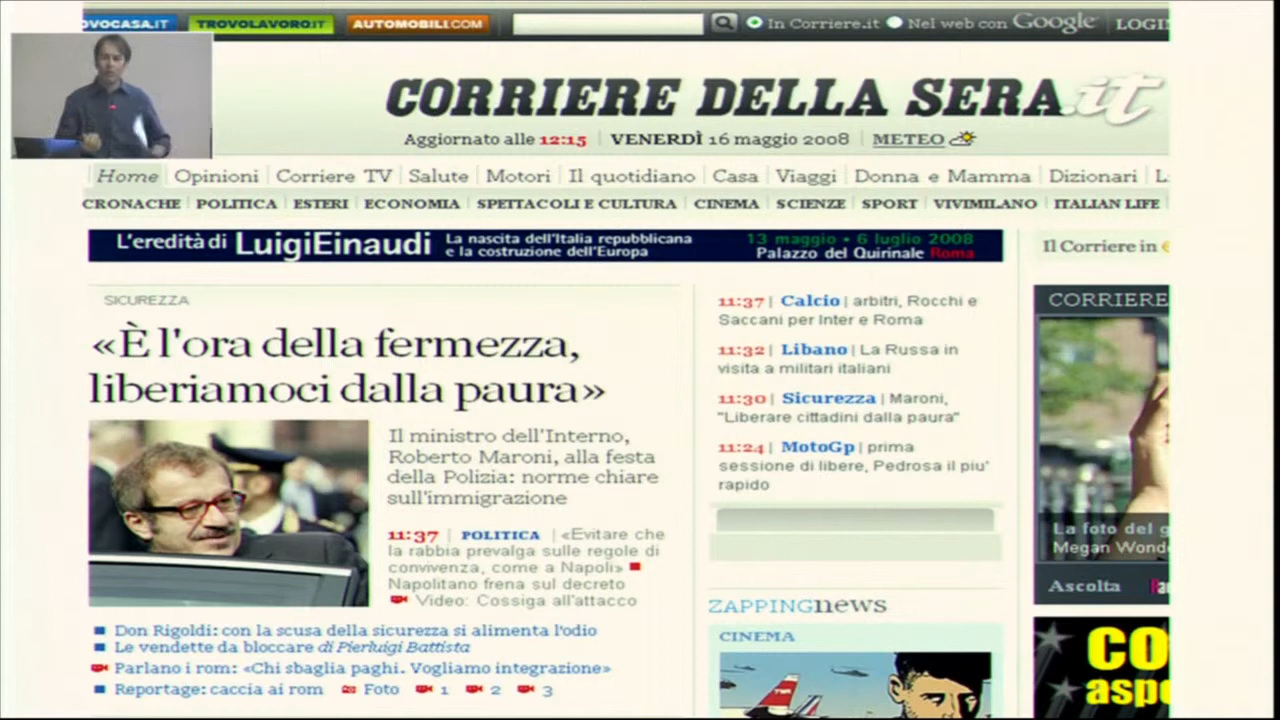 OVOCASA.IT TROVOLAVORO.IT AUTOMOBILI.COM In Corriere.it Nel web con Google LOGIN
CORRIERE DELLA SERA.it
Aggiornato alle 12:15 | VENERDÌ 16 maggio 2008 | METEO
Home Opinioni Corriere TV Salute Motori Il quotidiano Casa Viaggi Donna e Mamma Dizionari
CRONACHE POLITICA ESTERI ECONOMIA SPETTACOLI E CULTURA CINEMA SCIENZE SPORT VIVIMILANO ITALIAN LIFE
L'eredità di LuigiEinaudi La nascita dell'Italia repubblicana
e la costruzione dell'Europa
13 maggio • 6 luglio 2008
Palazzo del Quirinale Roma
Il Corriere in
SICUREZZA
«È l'ora della fermezza,
liberiamoci dalla paura»
Il ministro dell'Interno,
Roberto Maroni, alla festa
della Polizia: norme chiare
sull'immigrazione
11:37 | POLITICA | «Evitare che
la rabbia prevalga sulle regole di
convivenza, come a Napoli»
Napolitano frena sul decreto
Video: Cossiga all'attacco
Don Rigoldi: con la scusa della sicurezza si alimenta l'odio
Le vendette da bloccare di Pierluigi Battista
Parlano i rom: «Chi sbaglia paghi. Vogliamo integrazione»
Reportage: caccia ai rom Foto 1 2 3
11:37 | Calcio | arbitri, Rocchi e
Saccani per Inter e Roma
11:32 | Libano | La Russa in
visita a militari italiani
11:30 | Sicurezza | Maroni,
"Liberare cittadini dalla paura"
11:24 | MotoGp | prima
sessione di libere, Pedrosa il piu'
rapido
ZAPPINGnews
CINEMA
CORRIERE
La foto del g
Megan Wond
Ascolta
CO
aspe